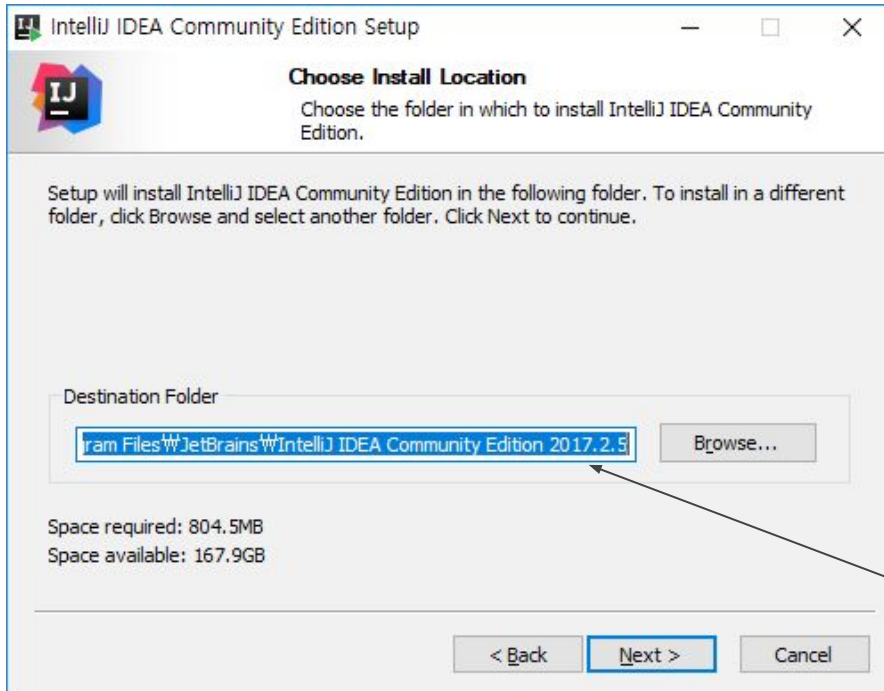 IntelliJ IDEA Community Edition Setup
IJ
Choose Install Location
Choose the folder in which to install IntelliJ IDEA Community
Edition.
Setup will install IntelliJ IDEA Community Edition in the following folder. To install in a different
folder, click Browse and select another folder. Click Next to continue.
Destination Folder
ram Files₩JetBrains₩IntelliJ IDEA Community Edition 2017.2.5
Browse...
Space required: 804.5MB
Space available: 167.9GB
< Back
Next >
Cancel